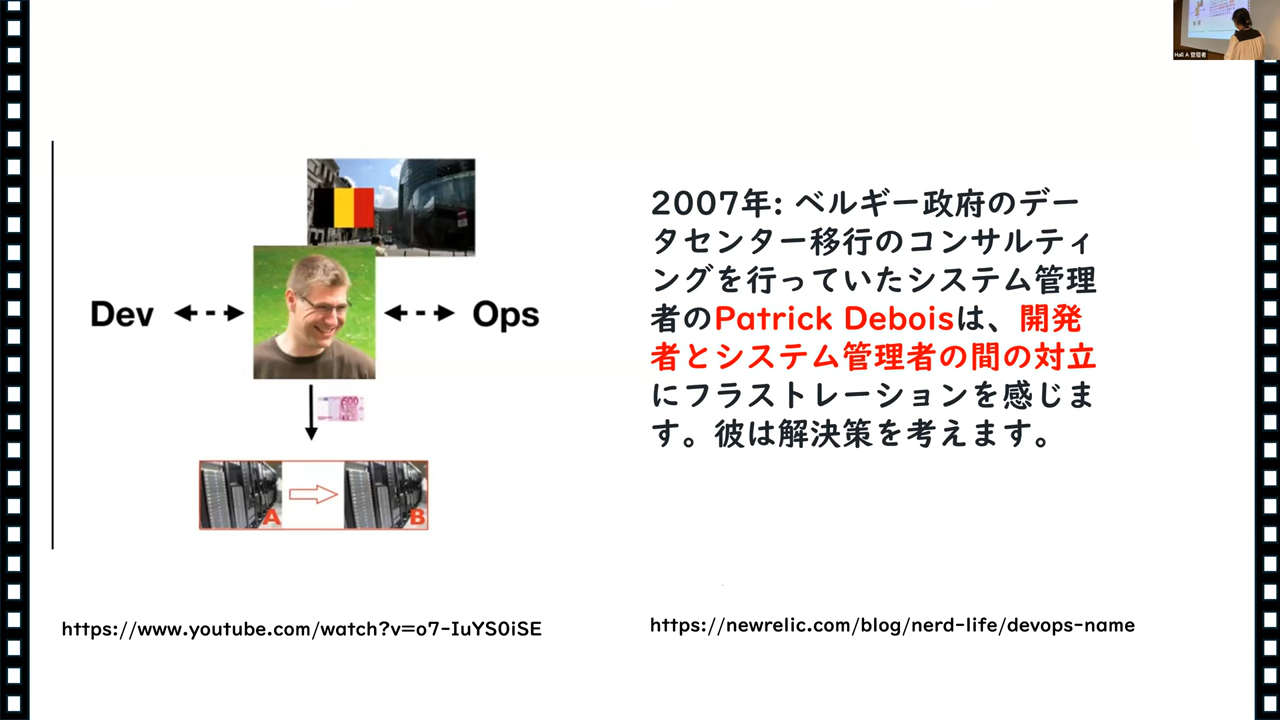 Hall A 登壇者
2007年: ベルギー政府のデー
タセンター移行のコンサルティ
ングを行っていたシステム管理
者のPatrick Deboisは、開発
者とシステム管理者の間の対立
にフラストレーションを感じま
す。彼は解決策を考えます。
Dev
Ops
500
A
B
https://www.youtube.com/watch?v=o7-IuYS0iSE
https://newrelic.com/blog/nerd-life/devops-name